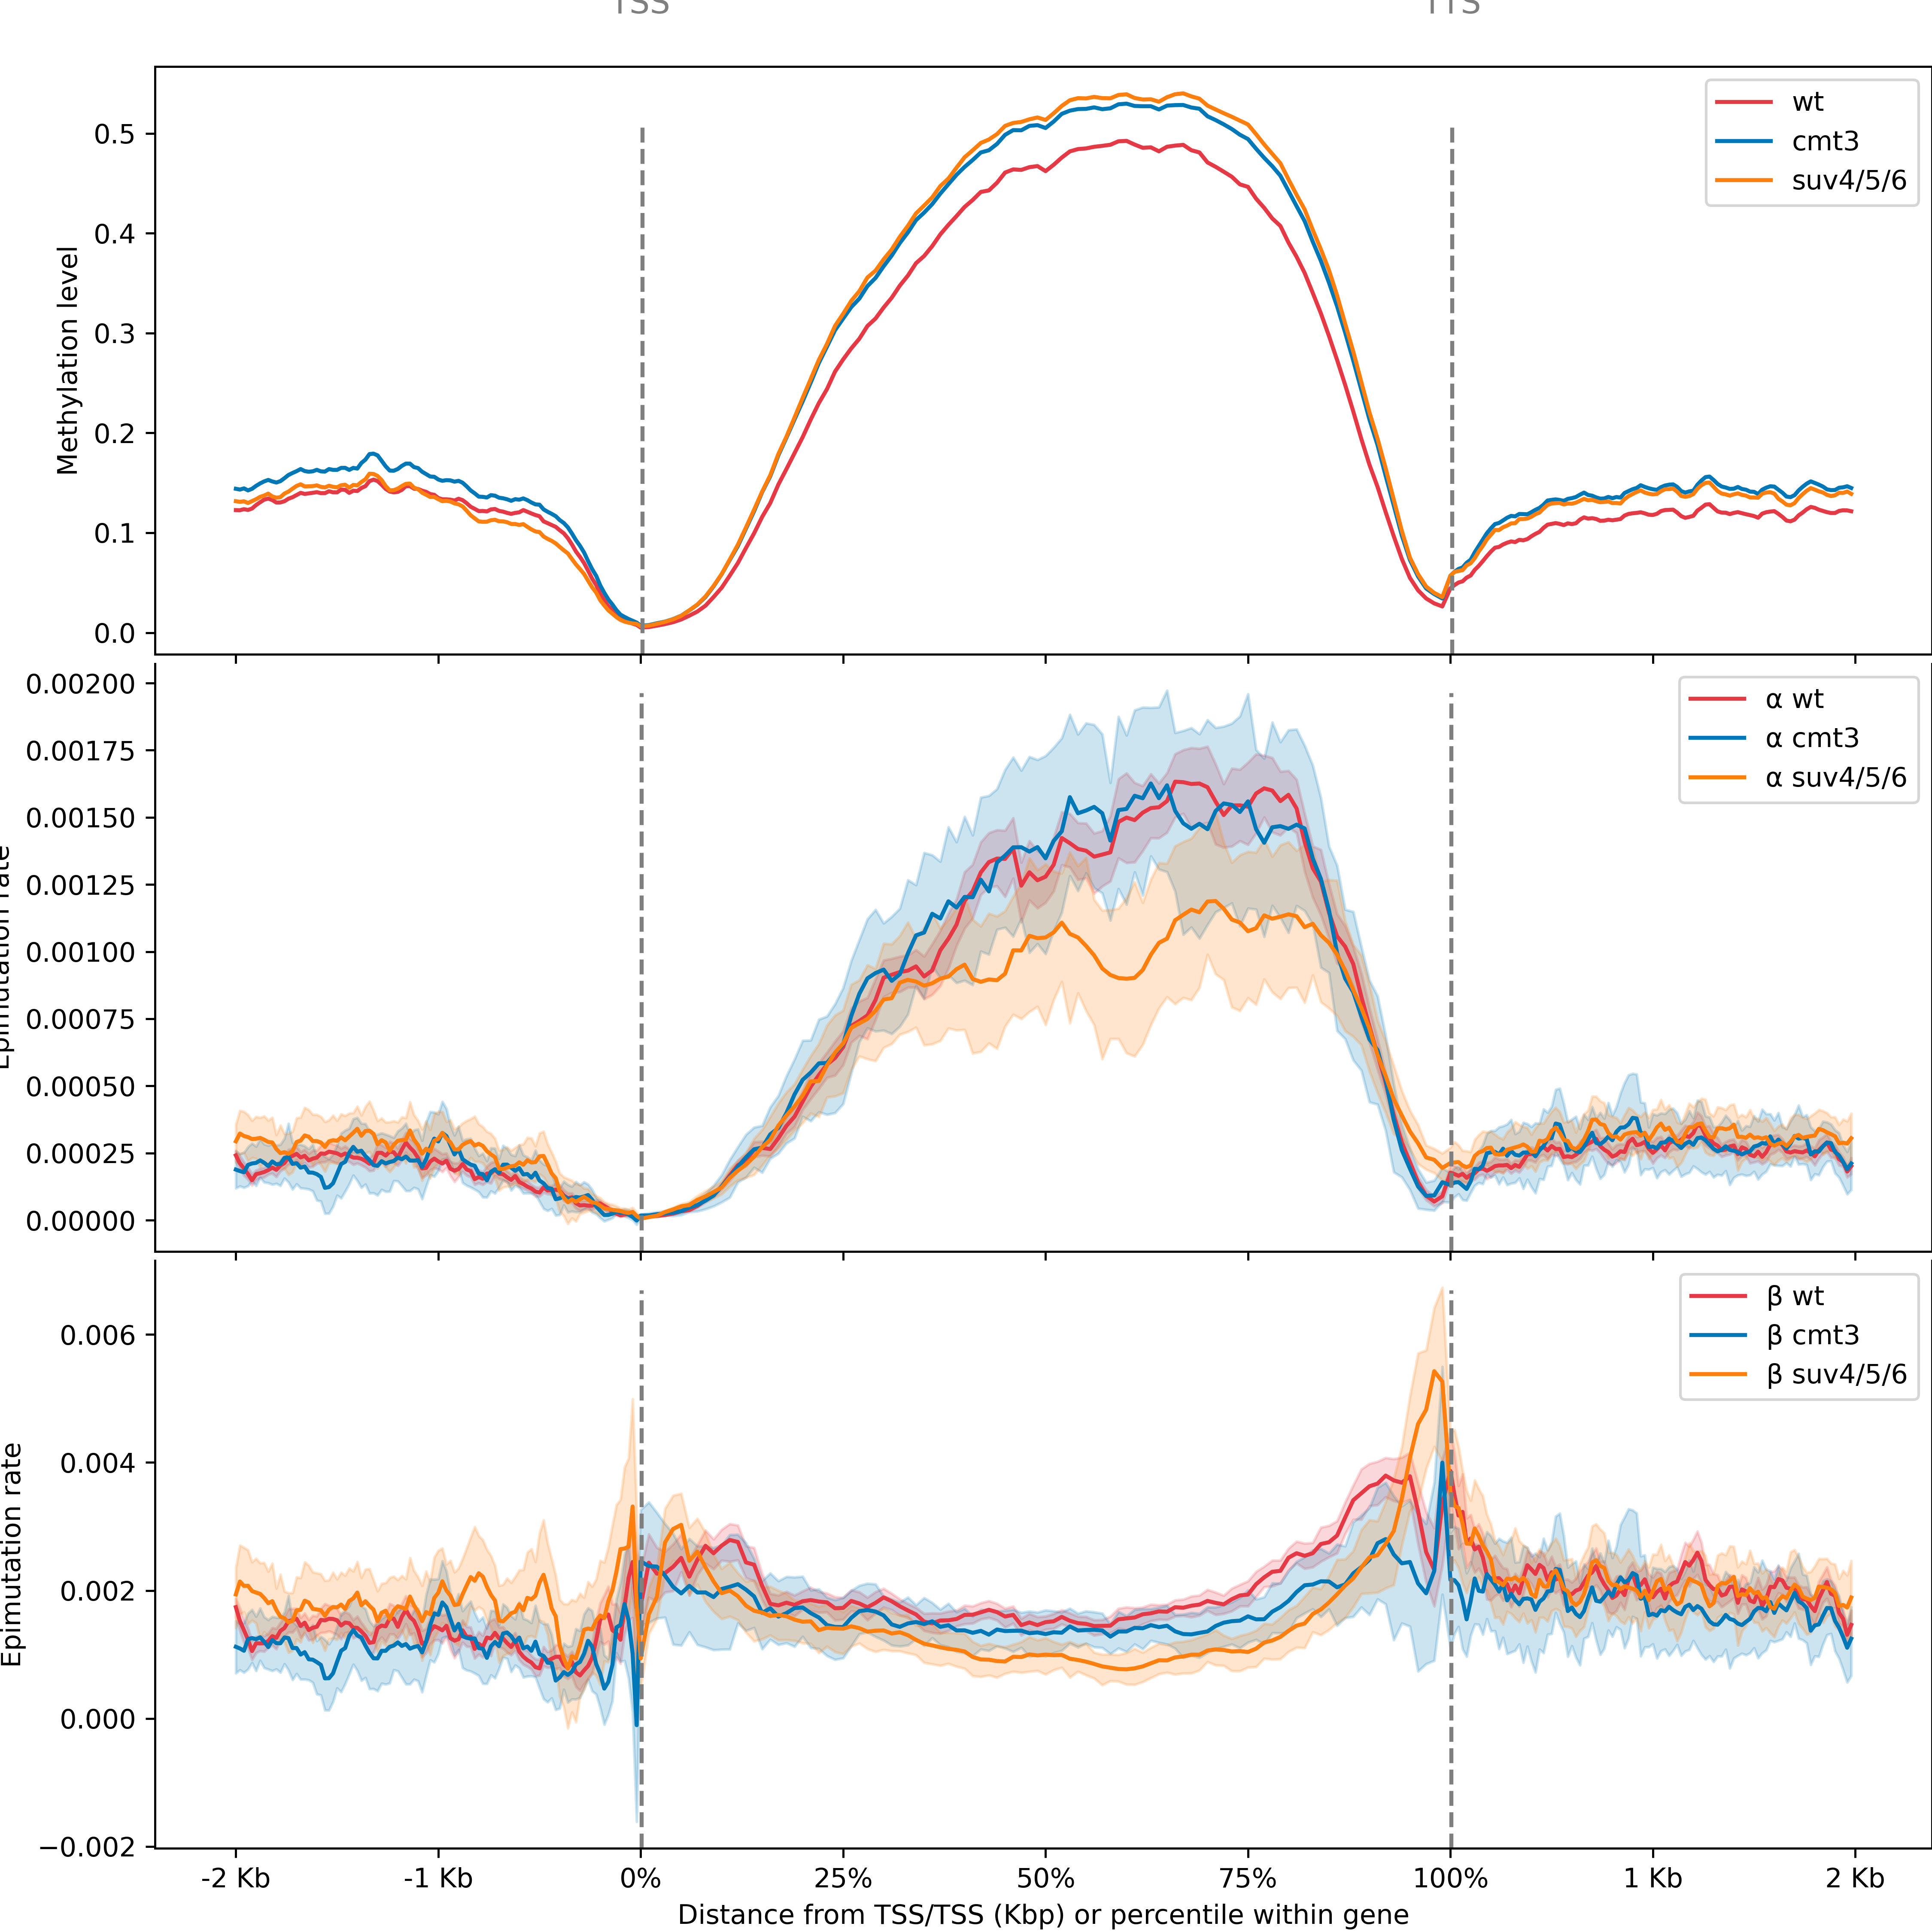 TSS TTS
wt
cmt3
suv4/5/6
Methylation level
0.5
0.4
0.3
0.2
0.1
0.0
α wt
α cmt3
α suv4/5/6
Epimutation rate
0.00200
0.00175
0.00150
0.00125
0.00100
0.00075
0.00050
0.00025
0.00000
β wt
β cmt3
β suv4/5/6
Epimutation rate
0.006
0.004
0.002
0.000
−0.002
-2 Kb -1 Kb 0% 25% 50% 75% 100% 1 Kb 2 Kb
Distance from TSS/TSS (Kbp) or percentile within gene